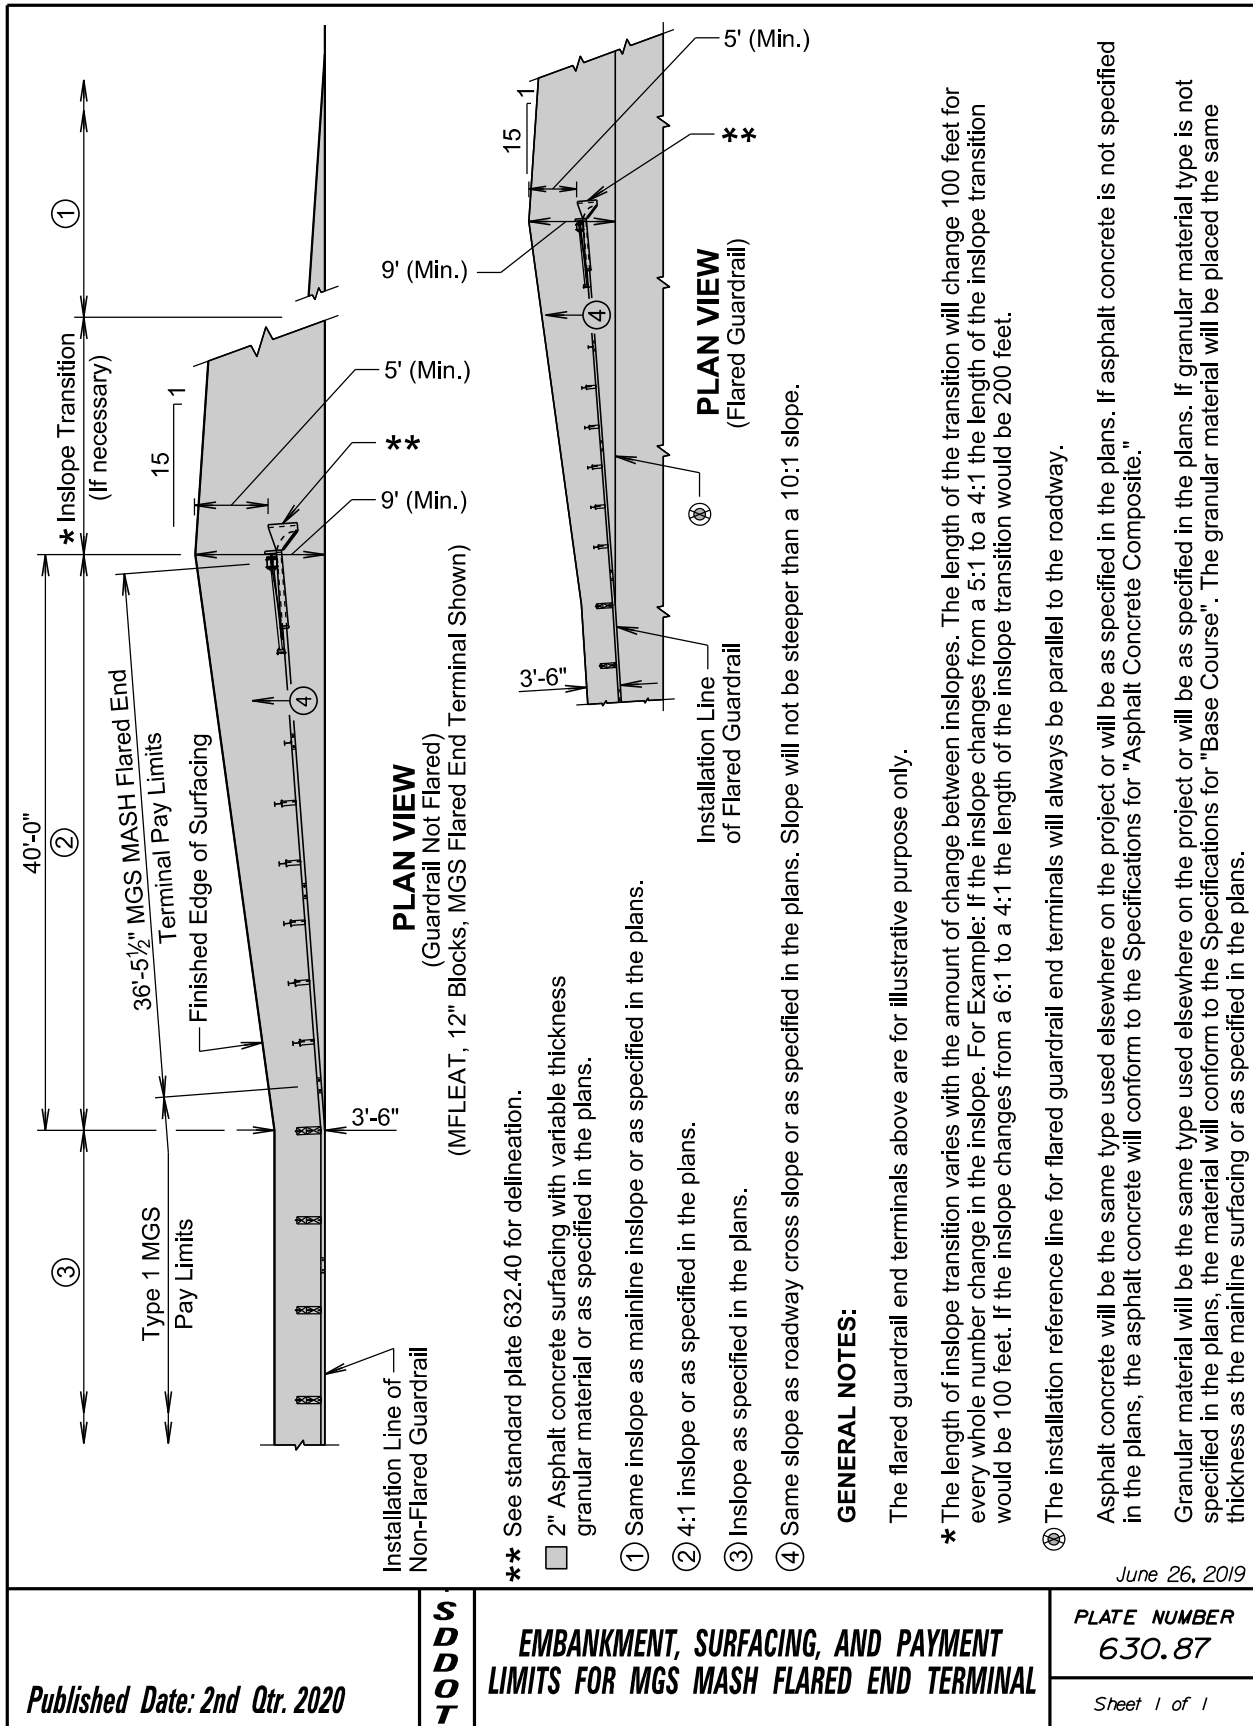 40'-0"
③
②
* Inslope Transition
(If necessary)
①
Type 1 MGS
Pay Limits
36'-5½" MGS MASH Flared End
Terminal Pay Limits
Finished Edge of Surfacing
15
1
5' (Min.)
**
9' (Min.)
④
3'-6"
Installation Line of
Non-Flared Guardrail
PLAN VIEW
(Guardrail Not Flared)
(MFLEAT, 12" Blocks, MGS Flared End Terminal Shown)
15
1
5' (Min.)
**
9' (Min.)
④
3'-6"
Installation Line
of Flared Guardrail
PLAN VIEW
(Flared Guardrail)
** See standard plate 632.40 for delineation.
2" Asphalt concrete surfacing with variable thickness
granular material or as specified in the plans.
① Same inslope as mainline inslope or as specified in the plans.
② 4:1 inslope or as specified in the plans.
③ Inslope as specified in the plans.
④ Same slope as roadway cross slope or as specified in the plans. Slope will not be steeper than a 10:1 slope.
GENERAL NOTES:
The flared guardrail end terminals above are for illustrative purpose only.
* The length of inslope transition varies with the amount of change between inslopes. The length of the transition will change 100 feet for
every whole number change in the inslope. For Example: If the inslope changes from a 5:1 to a 4:1 the length of the inslope transition
would be 100 feet. If the inslope changes from a 6:1 to a 4:1 the length of the inslope transition would be 200 feet.
The installation reference line for flared guardrail end terminals will always be parallel to the roadway.
Asphalt concrete will be the same type used elsewhere on the project or will be as specified in the plans. If asphalt concrete is not specified
in the plans, the asphalt concrete will conform to the Specifications for "Asphalt Concrete Composite."
Granular material will be the same type used elsewhere on the project or will be as specified in the plans. If granular material type is not
specified in the plans, the material will conform to the Specifications for "Base Course". The granular material will be placed the same
thickness as the mainline surfacing or as specified in the plans.
June 26, 2019
Published Date: 2nd Qtr. 2020
S
D
D
O
T
EMBANKMENT, SURFACING, AND PAYMENT
LIMITS FOR MGS MASH FLARED END TERMINAL
PLATE NUMBER
630.87
Sheet 1 of 1